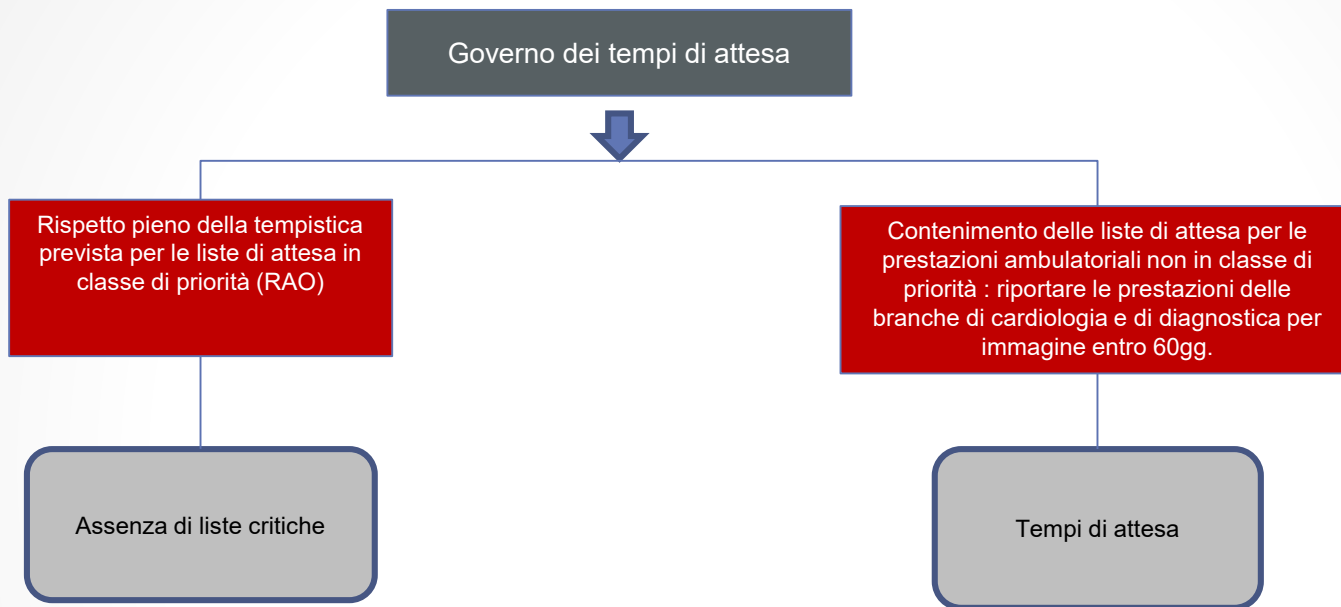 Governo dei tempi di attesa
Rispetto pieno della tempistica
prevista per le liste di attesa in
classe di priorità (RAO)
Contenimento delle liste di attesa per le
prestazioni ambulatoriali non in classe di
priorità : riportare le prestazioni delle
branche di cardiologia e di diagnostica per
immagine entro 60gg.
Assenza di liste critiche
Tempi di attesa